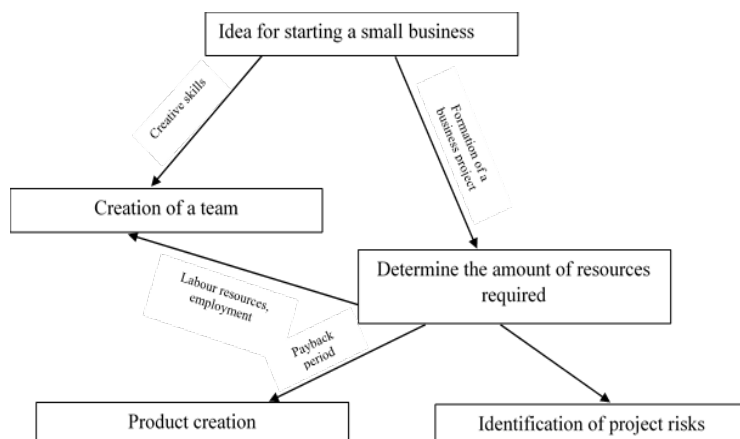 Idea for starting a small business
Creative skills
Formation of a
business project
Creation of a team
Determine the amount of resources
required
Labour resources,
employment
Payback
period
Product creation
Identification of project risks